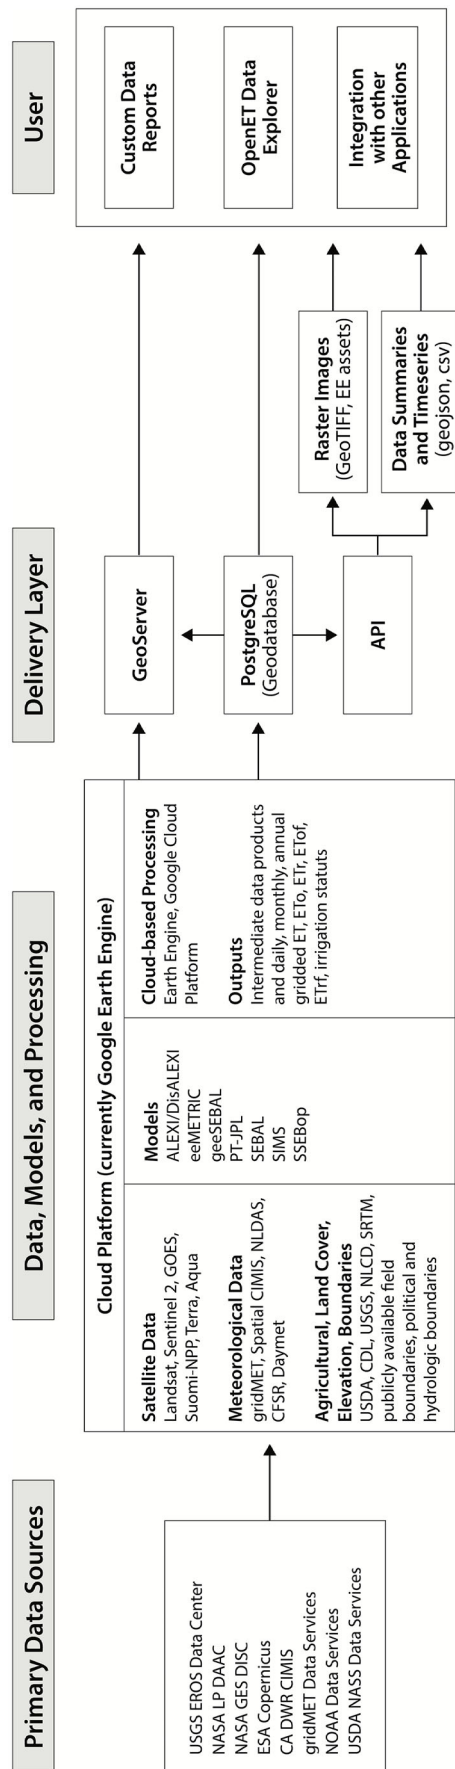 Primary Data Sources
USGS EROS Data Center
NASA LP DAAC
NASA GES DISC
ESA Copernicus
CA DWR CIMIS
gridMET Data Services
NOAA Data Services
USDA NASS Data Services
Data, Models, and Processing
Cloud Platform (currently Google Earth Engine)
Satellite Data
Landsat, Sentinel 2, GOES,
Suomi-NPP, Terra, Aqua
Meteorological Data
gridMET, Spatial CIMIS, NLDAS,
CFSR, Daymet
Agricultural, Land Cover,
Elevation, Boundaries
USDA, CDL, USGS, NLCD, SRTM,
publicly available field
boundaries, political and
hydrologic boundaries
Models
ALEXI/DisALEXI
eeMETRIC
geeSEBAL
PT-JPL
SEBAL
SIMS
SSEBop
Cloud-based Processing
Earth Engine, Google Cloud
Platform
Outputs
Intermediate data products
and daily, monthly, annual
gridded ET, ETo, ETr, ETof,
ETrf, irrigation statuts
Delivery Layer
GeoServer
PostgreSQL
(Geodatabase)
API
Raster Images
(GeoTIFF, EE assets)
Data Summaries
and Timeseries
(geojson, csv)
User
Custom Data
Reports
OpenET Data
Explorer
Integration
with other
Applications